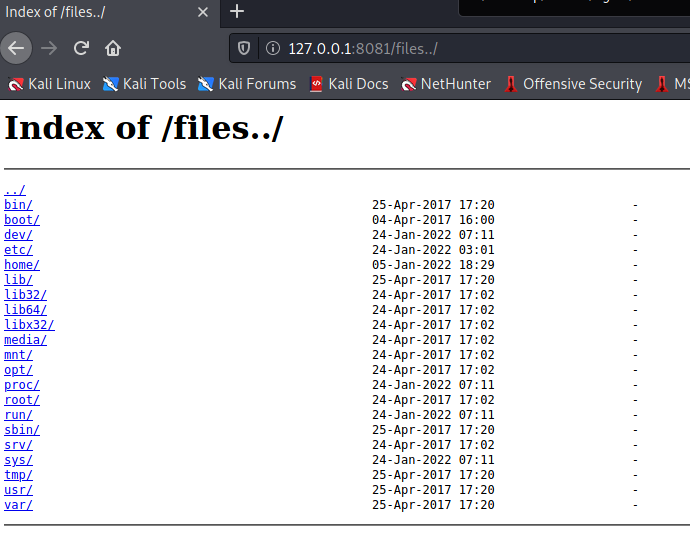 Index of /files../
127.0.0.1:8081/files../
Kali Linux Kali Tools Kali Forums Kali Docs NetHunter Offensive Security MS
Index of /files../
../
bin/ 25-Apr-2017 17:20 -
boot/ 04-Apr-2017 16:00 -
dev/ 24-Jan-2022 07:11 -
etc/ 24-Jan-2022 03:01 -
home/ 05-Jan-2022 18:29 -
lib/ 25-Apr-2017 17:20 -
lib32/ 24-Apr-2017 17:02 -
lib64/ 24-Apr-2017 17:02 -
libx32/ 24-Apr-2017 17:02 -
media/ 24-Apr-2017 17:02 -
mnt/ 24-Apr-2017 17:02 -
opt/ 24-Apr-2017 17:02 -
proc/ 24-Jan-2022 07:11 -
root/ 24-Apr-2017 17:02 -
run/ 24-Jan-2022 07:11 -
sbin/ 25-Apr-2017 17:20 -
srv/ 24-Apr-2017 17:02 -
sys/ 24-Jan-2022 07:11 -
tmp/ 25-Apr-2017 17:20 -
usr/ 25-Apr-2017 17:20 -
var/ 25-Apr-2017 17:20 -